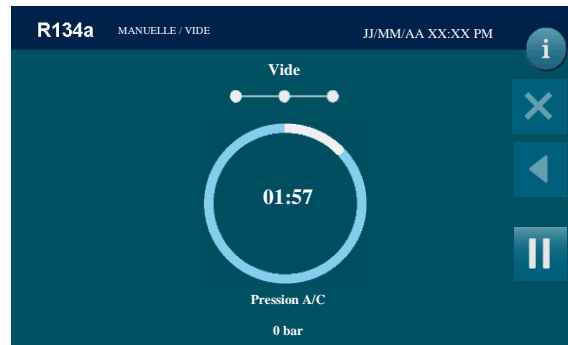 R134a MANUELLE / VIDE JJ/MM/AA XX:XX PM
i
Vide
01:57
Pression A/C
0 bar